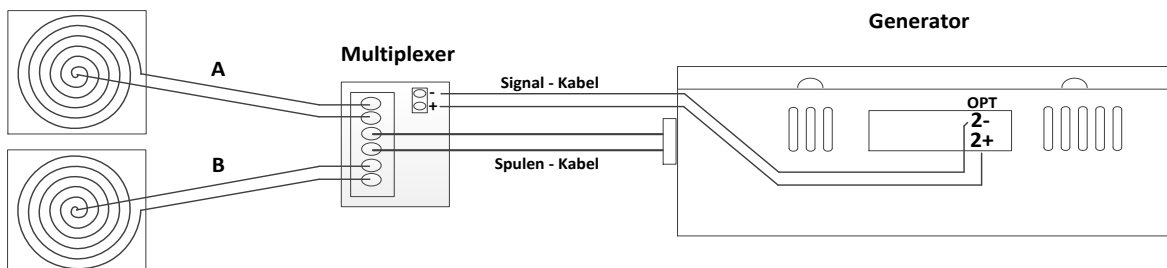 Generator
Multiplexer
A
Signal - Kabel
-
+
OPT
2-
2+
B
Spulen - Kabel